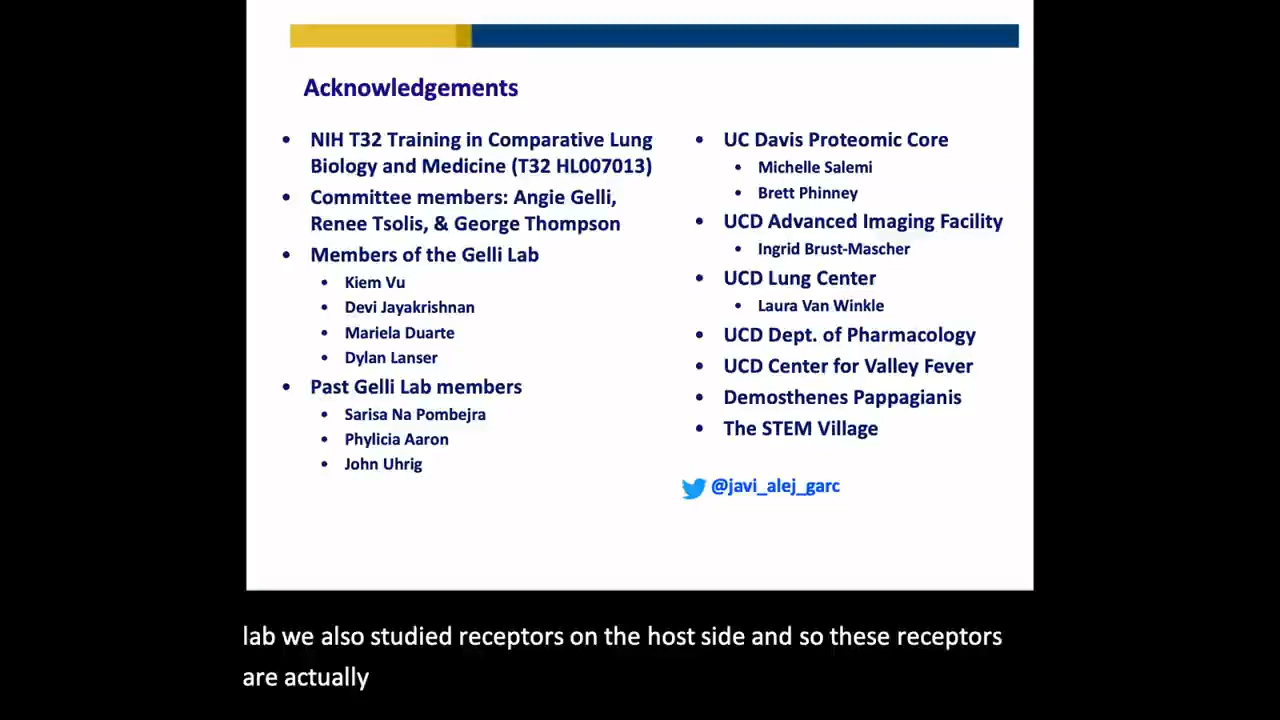 Acknowledgements
NIH T32 Training in Comparative Lung
Biology and Medicine (T32 HL007013)
Committee members: Angie Gelli,
Renee Tsolis, & George Thompson
Members of the Gelli Lab
Kiem Vu
Devi Jayakrishnan
Mariela Duarte
Dylan Lanser
Past Gelli Lab members
Sarisa Na Pombejra
Phylicia Aaron
John Uhrig
UC Davis Proteomic Core
Michelle Salemi
Brett Phinney
UCD Advanced Imaging Facility
Ingrid Brust-Mascher
UCD Lung Center
Laura Van Winkle
UCD Dept. of Pharmacology
UCD Center for Valley Fever
Demosthenes Pappagianis
The STEM Village
@javi_alej_garc
lab we also studied receptors on the host side and so these receptors
are actually